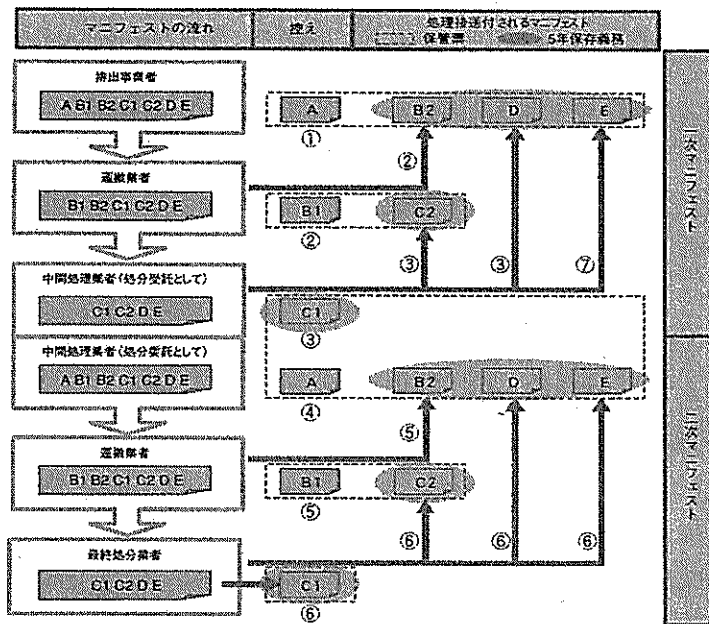 マニフェストの流れ
控え
処理後送付されるマニフェスト
保管票
5年保存義務
排出事業者
A B1 B2 C1 C2 D E
A
B2
D
E
①
②
運搬業者
B1 B2 C1 C2 D E
B1
C2
②
③
③
⑦
中間処理業者(処分受託として)
C1 C2 D E
C1
③
中間処理業者(処分委託として)
A B1 B2 C1 C2 D E
A
B2
D
E
④
⑤
運搬業者
B1 B2 C1 C2 D E
B1
C2
⑤
⑥
⑥
⑥
最終処分業者
C1 C2 D E
C1
⑥
一次マニフェスト
二次マニフェスト